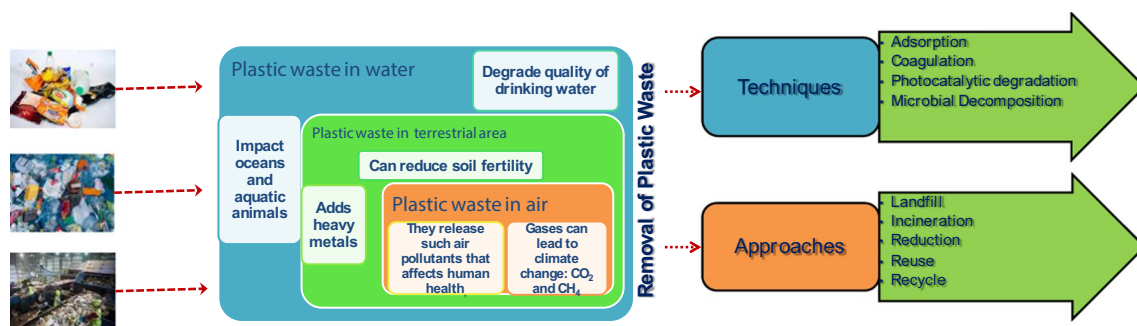 Plastic waste in water
Degrade quality of
drinking water
Impact
oceans
and
aquatic
animals
Plastic waste in terrestrial area
Can reduce soil fertility
Adds
heavy
metals
Plastic waste in air
They release
such air
pollutants that
affects human
health
Gases can
lead to
climate
change: CO₂
and CH₄
Removal of Plastic Waste
Techniques
• Adsorption
• Coagulation
• Photocatalytic degradation
• Microbial Decomposition
Approaches
• Landfill
• Incineration
• Reduction
• Reuse
• Recycle